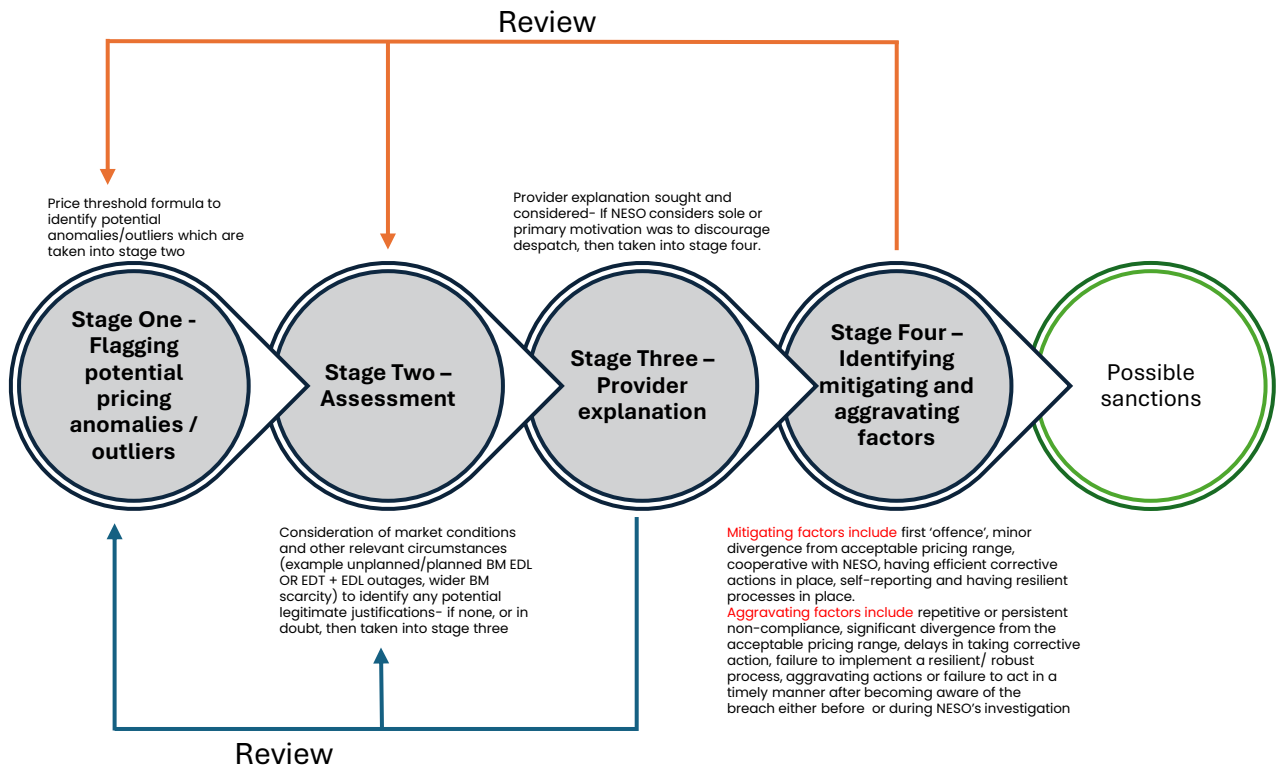 Review
Price threshold formula to
identify potential
anomalies/outliers which are
taken into stage two
Provider explanation sought and
considered- If NESO considers sole or
primary motivation was to discourage
despatch, then taken into stage four.
Stage One -
Flagging
potential
pricing
anomalies /
outliers
Stage Two –
Assessment
Stage Three –
Provider
explanation
Stage Four –
Identifying
mitigating and
aggravating
factors
Possible
sanctions
Consideration of market conditions
and other relevant circumstances
(example unplanned/planned BM EDL
OR EDT + EDL outages, wider BM
scarcity) to identify any potential
legitimate justifications- if none, or in
doubt, then taken into stage three
Mitigating factors include first ‘offence’, minor
divergence from acceptable pricing range,
cooperative with NESO, having efficient corrective
actions in place, self-reporting and having resilient
processes in place.
Aggravating factors include repetitive or persistent
non-compliance, significant divergence from the
acceptable pricing range, delays in taking corrective
action, failure to implement a resilient/ robust
process, aggravating actions or failure to act in a
timely manner after becoming aware of the
breach either before or during NESO’s investigation
Review